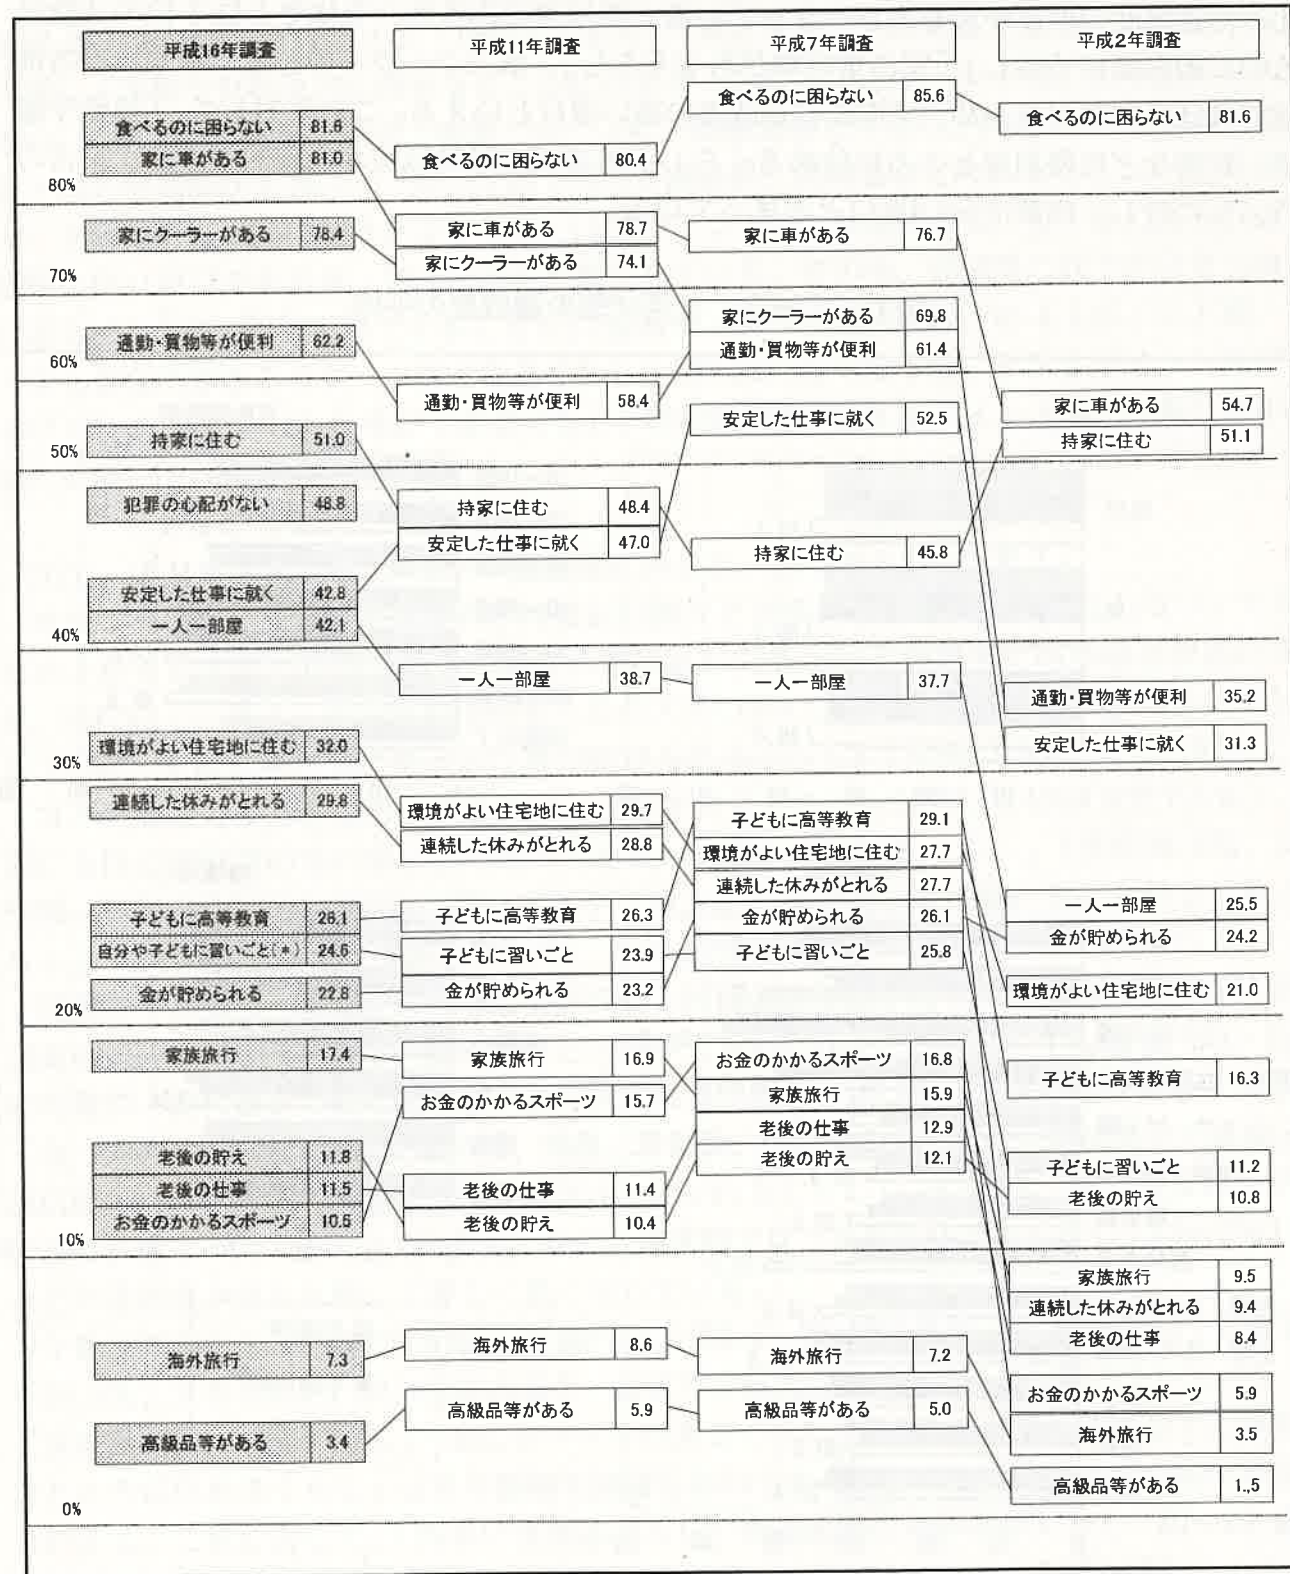 平成16年調査
平成11年調査
平成7年調査
平成2年調査
食べるのに困らない 81.6
家に車がある 81.0
80%
家にクーラーがある 78.4
70%
通勤・買物等が便利 62.2
60%
持家に住む 51.0
50%
犯罪の心配がない 48.8
安定した仕事に就く 42.8
一人一部屋 42.1
40%
環境がよい住宅地に住む 32.0
30%
連続した休みがとれる 29.8
子どもに高等教育 26.1
自分や子どもに習いごと(*) 24.6
金が貯められる 22.8
20%
家族旅行 17.4
老後の貯え 11.8
老後の仕事 11.5
お金のかかるスポーツ 10.5
10%
海外旅行 7.3
高級品等がある 3.4
0%
食べるのに困らない 80.4
家に車がある 78.7
家にクーラーがある 74.1
通勤・買物等が便利 58.4
持家に住む 48.4
安定した仕事に就く 47.0
一人一部屋 38.7
環境がよい住宅地に住む 29.7
連続した休みがとれる 28.8
子どもに高等教育 26.3
子どもに習いごと 23.9
金が貯められる 23.2
家族旅行 16.9
お金のかかるスポーツ 15.7
老後の仕事 11.4
老後の貯え 10.4
海外旅行 8.6
高級品等がある 5.9
食べるのに困らない 85.6
家に車がある 76.7
家にクーラーがある 69.8
通勤・買物等が便利 61.4
安定した仕事に就く 52.5
持家に住む 45.8
一人一部屋 37.7
子どもに高等教育 29.1
環境がよい住宅地に住む 27.7
連続した休みがとれる 27.7
金が貯められる 26.1
子どもに習いごと 25.8
お金のかかるスポーツ 16.8
家族旅行 15.9
老後の仕事 12.9
老後の貯え 12.1
海外旅行 7.2
高級品等がある 5.0
食べるのに困らない 81.6
家に車がある 54.7
持家に住む 51.1
通勤・買物等が便利 35.2
安定した仕事に就く 31.3
一人一部屋 25.5
金が貯められる 24.2
環境がよい住宅地に住む 21.0
子どもに高等教育 16.3
子どもに習いごと 11.2
老後の貯え 10.8
家族旅行 9.5
連続した休みがとれる 9.4
老後の仕事 8.4
お金のかかるスポーツ 5.9
海外旅行 3.5
高級品等がある 1.,5